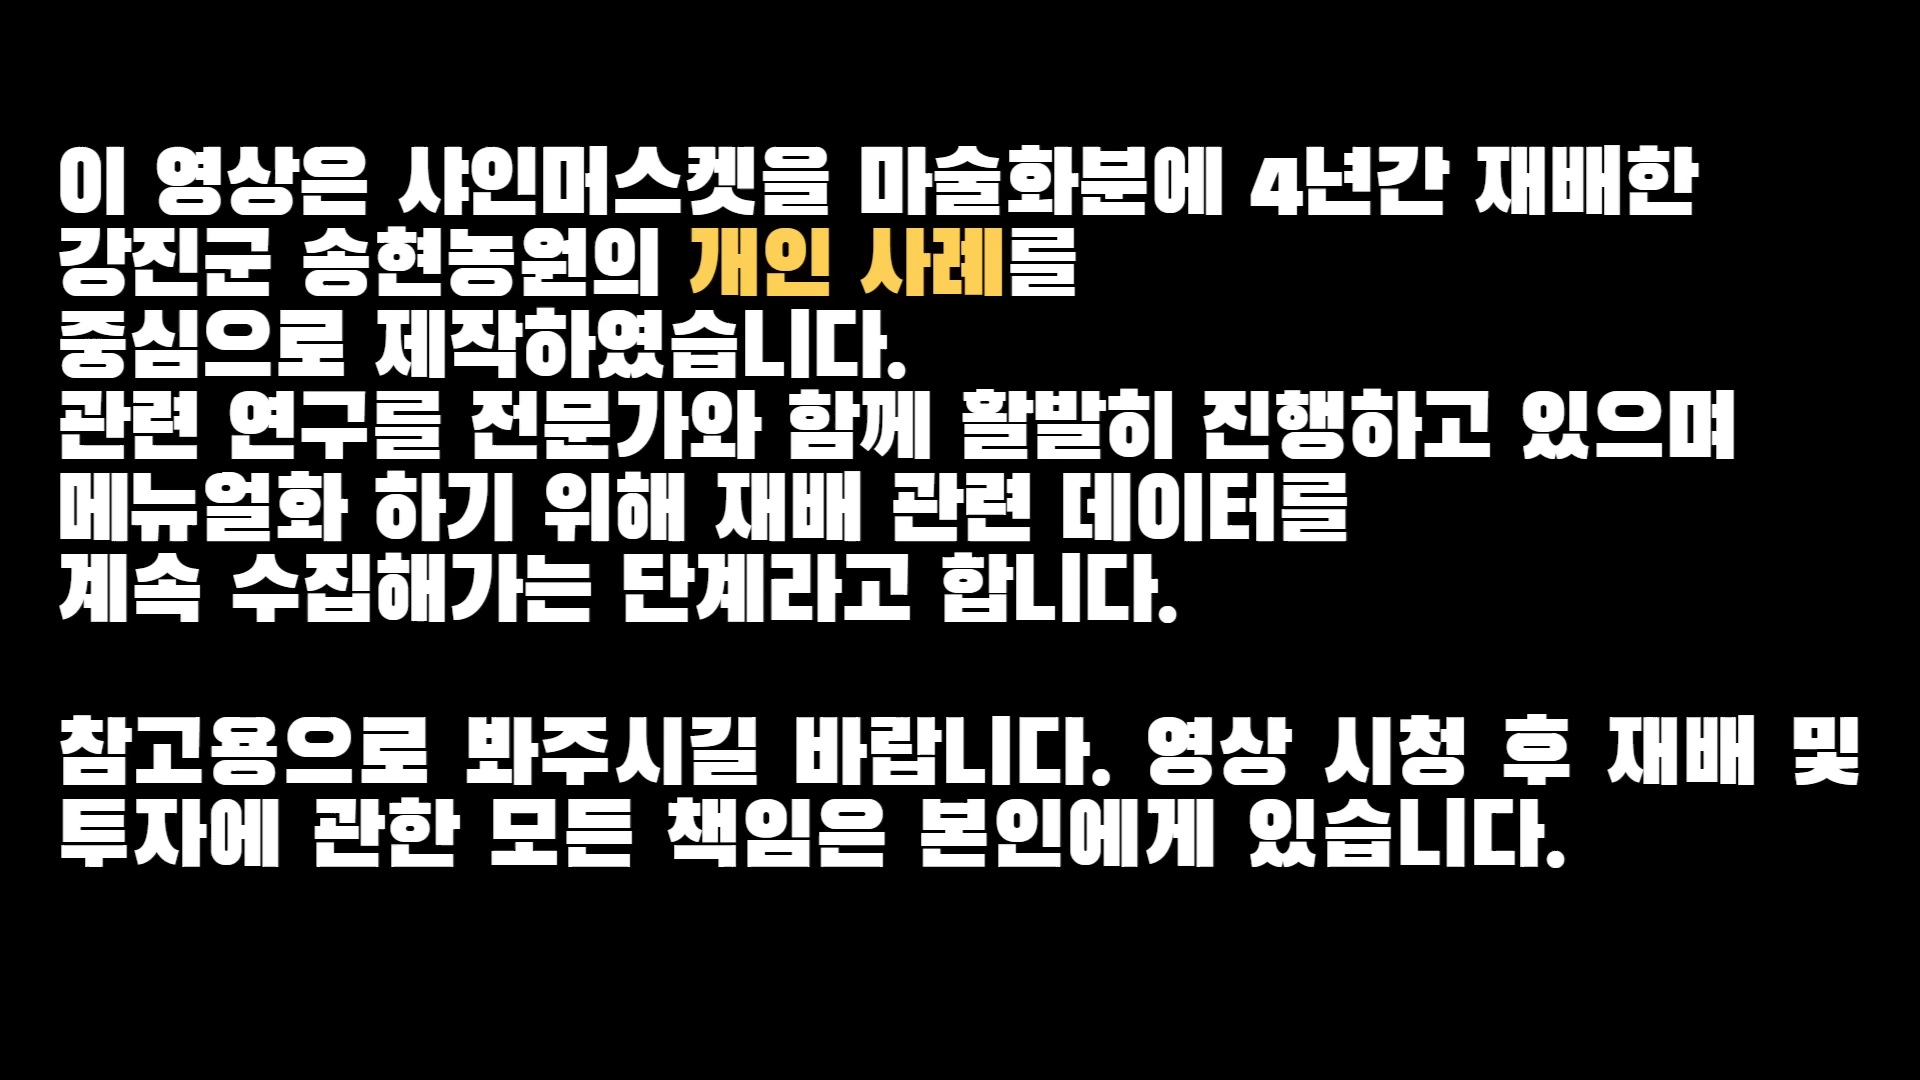 이 영상은 샤인머스켓을 마술화분에 4년간 재배한
강진군 송현농원의 개인 사례를
중심으로 제작하였습니다.
관련 연구를 전문가와 함께 활발히 진행하고 있으며
메뉴얼화 하기 위해 재배 관련 데이터를
계속 수집해가는 단계라고 합니다.
참고용으로 봐주시길 바랍니다. 영상 시청 후 재배 및
투자에 관한 모든 책임은 본인에게 있습니다.